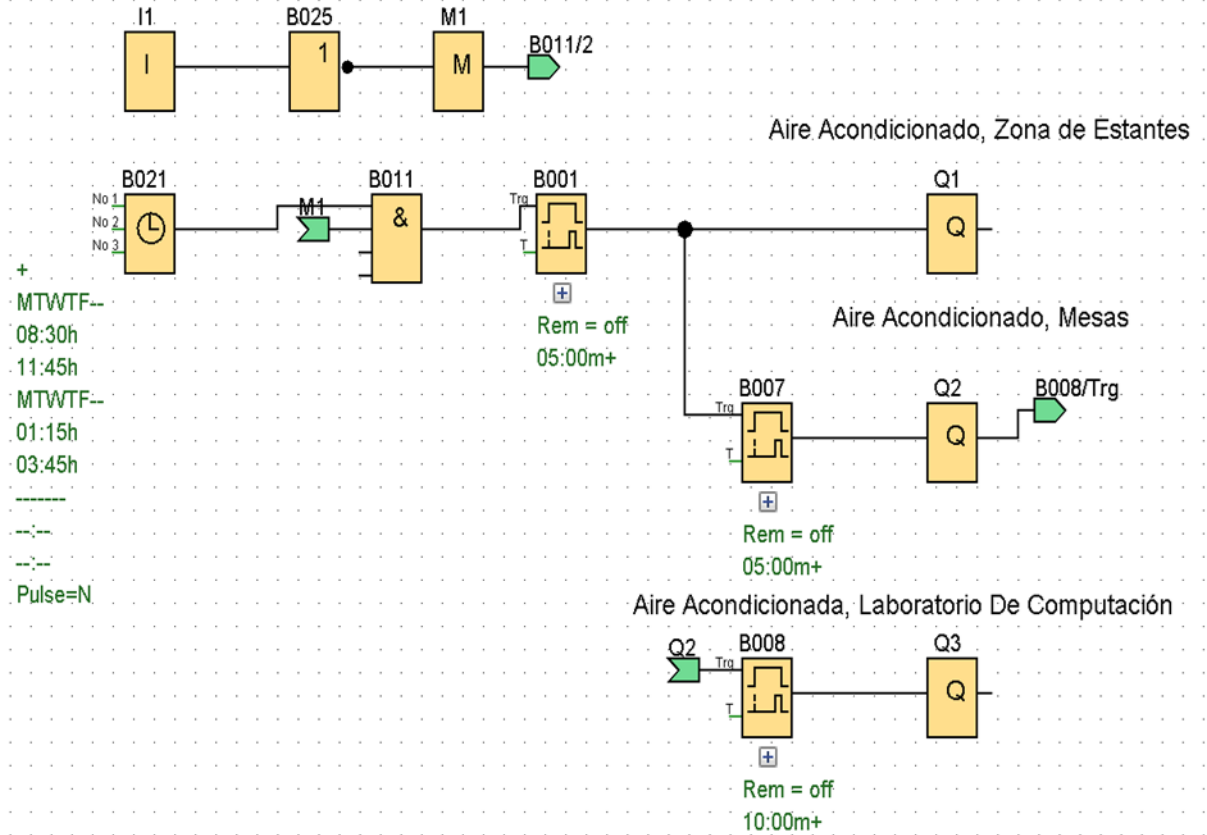 I1
B025
M1
I
1
M
B011/2
Aire Acondicionado, Zona de Estantes
B021
No 1
No 2
No 3
M1
B011
&
B001
Trg
T
Q1
Q
+
MTWTF--
08:30h
11:45h
MTWTF--
01:15h
03:45h
-------
--:--
--:--
Pulse=N
Rem = off
05:00m+
Aire Acondicionado, Mesas
B007
Trg
T
Q2
Q
B008/Trg
Rem = off
05:00m+
Aire Acondicionada, Laboratorio De Computación
Q2
B008
Trg
T
Q3
Q
Rem = off
10:00m+